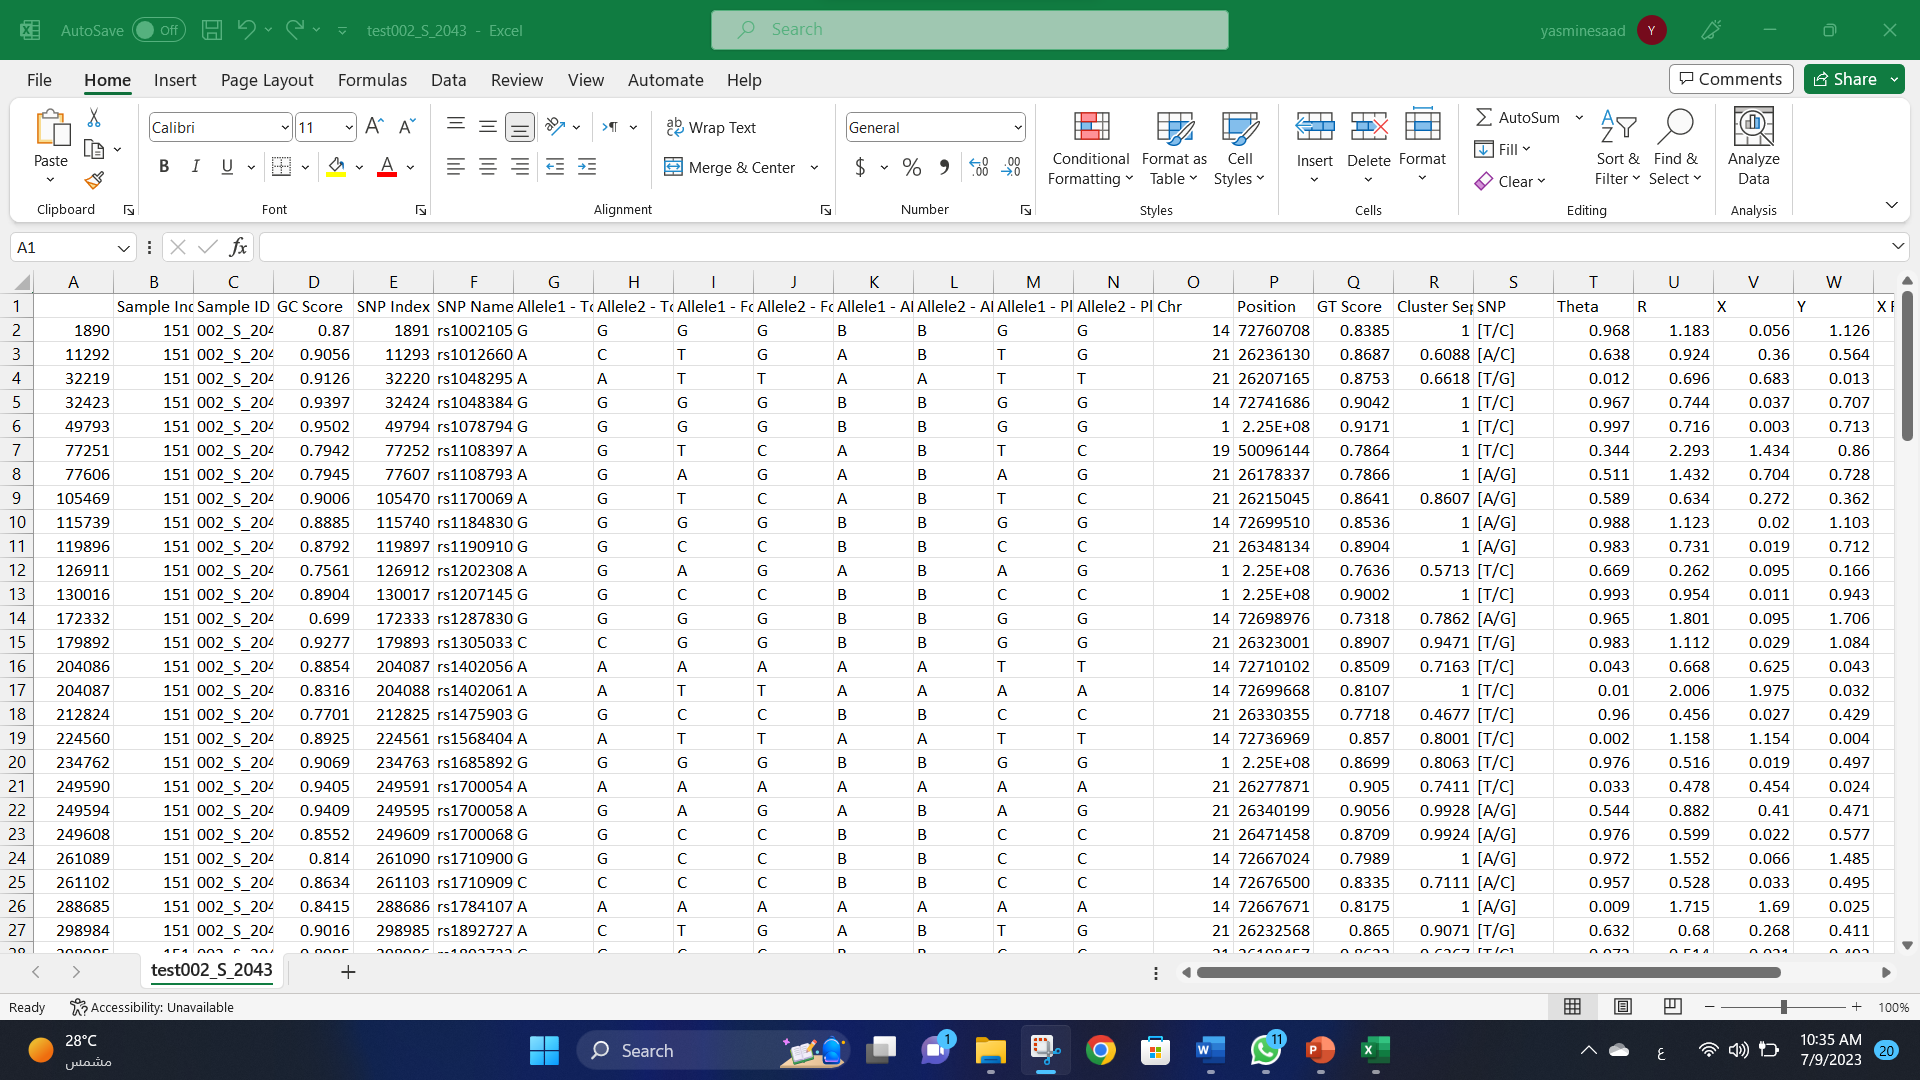 AutoSave Off test002_S_2043 - Excel Search yasminesaad Y
File Home Insert Page Layout Formulas Data Review View Automate Help Comments Share
Paste Calibri 11 Wrap Text General Conditional Formatting Format as Table Cell Styles Insert Delete Format AutoSum Fill Clear Sort & Filter Find & Select Analyze Data
B I U A Merge & Center $ % 9
Clipboard Font Alignment Number Styles Cells Editing Analysis
A1 fx
A B C D E F G H I J K L M N O P Q R S T U V W
1 Sample Inc Sample ID GC Score SNP Index SNP Name Allele1 - To Allele2 - To Allele1 - Fo Allele2 - Fo Allele1 - Al Allele2 - Al Allele1 - Pl Allele2 - Pl Chr Position GT Score Cluster Sep SNP Theta R X Y X
2 1890 151 002_S_204 0.87 1891 rs1002105 G G G G B B G G 14 72760708 0.8385 1 [T/C] 0.968 1.183 0.056 1.126
3 11292 151 002_S_204 0.9056 11293 rs1012660 A C T G A B T G 21 26236130 0.8687 0.6088 [A/C] 0.638 0.924 0.36 0.564
4 32219 151 002_S_204 0.9126 32220 rs1048295 A A T T A A T T 21 26207165 0.8753 0.6618 [T/G] 0.012 0.696 0.683 0.013
5 32423 151 002_S_204 0.9397 32424 rs1048384 G G G G B B G G 14 72741686 0.9042 1 [T/C] 0.967 0.744 0.037 0.707
6 49793 151 002_S_204 0.9502 49794 rs1078794 G G G G B B G G 1 2.25E+08 0.9171 1 [T/C] 0.997 0.716 0.003 0.713
7 77251 151 002_S_204 0.7942 77252 rs1108397 A G T C A B T C 19 50096144 0.7864 1 [T/C] 0.344 2.293 1.434 0.86
8 77606 151 002_S_204 0.7945 77607 rs1108793 A G A G A B A G 21 26178337 0.7866 1 [A/G] 0.511 1.432 0.704 0.728
9 105469 151 002_S_204 0.9006 105470 rs1170069 A G T C A B T C 21 26215045 0.8641 0.8607 [A/G] 0.589 0.634 0.272 0.362
10 115739 151 002_S_204 0.8885 115740 rs1184830 G G G G B B G G 14 72699510 0.8536 1 [A/G] 0.988 1.123 0.02 1.103
11 119896 151 002_S_204 0.8792 119897 rs1190910 G G C C B B C C 21 26348134 0.8904 1 [A/G] 0.983 0.731 0.019 0.712
12 126911 151 002_S_204 0.7561 126912 rs1202308 A G A G A B A G 1 2.25E+08 0.7636 0.5713 [T/C] 0.669 0.262 0.095 0.166
13 130016 151 002_S_204 0.8904 130017 rs1207145 G G C C B B C C 1 2.25E+08 0.9002 1 [T/C] 0.993 0.954 0.011 0.943
14 172332 151 002_S_204 0.699 172333 rs1287830 G G G G B B G G 14 72698976 0.7318 0.7862 [A/G] 0.965 1.801 0.095 1.706
15 179892 151 002_S_204 0.9277 179893 rs1305033 C C G G B B G G 21 26323001 0.8907 0.9471 [T/G] 0.983 1.112 0.029 1.084
16 204086 151 002_S_204 0.8854 204087 rs1402056 A A A A A A T T 14 72710102 0.8509 0.7163 [T/C] 0.043 0.668 0.625 0.043
17 204087 151 002_S_204 0.8316 204088 rs1402061 A A T T A A A A 14 72699668 0.8107 1 [T/C] 0.01 2.006 1.975 0.032
18 212824 151 002_S_204 0.7701 212825 rs1475903 G G C C B B C C 21 26330355 0.7718 0.4677 [T/C] 0.96 0.456 0.027 0.429
19 224560 151 002_S_204 0.8925 224561 rs1568404 A A T T A A T T 14 72736969 0.857 0.8001 [T/C] 0.002 1.158 1.154 0.004
20 234762 151 002_S_204 0.9069 234763 rs1685892 G G G G B B G G 1 2.25E+08 0.8699 0.8063 [T/C] 0.976 0.516 0.019 0.497
21 249590 151 002_S_204 0.9405 249591 rs1700054 A A A A A A A A 21 26277871 0.905 0.7411 [T/C] 0.033 0.478 0.454 0.024
22 249594 151 002_S_204 0.9409 249595 rs1700058 A G A G A B A G 21 26340199 0.9056 0.9928 [A/G] 0.544 0.882 0.41 0.471
23 249608 151 002_S_204 0.8552 249609 rs1700068 G G C C B B C C 21 26471458 0.8709 0.9924 [A/G] 0.976 0.599 0.022 0.577
24 261089 151 002_S_204 0.814 261090 rs1710900 G G C C B B C C 14 72667024 0.7989 1 [A/G] 0.972 1.552 0.066 1.485
25 261102 151 002_S_204 0.8634 261103 rs1710909 C C C C B B C C 14 72676500 0.8335 0.7111 [A/C] 0.957 0.528 0.033 0.495
26 288685 151 002_S_204 0.8415 288686 rs1784107 A A A A A A A A 14 72667671 0.8175 1 [A/G] 0.009 1.715 1.69 0.025
27 298984 151 002_S_204 0.9016 298985 rs1892727 A C T G A B T G 21 26232568 0.865 0.9071 [T/G] 0.632 0.68 0.268 0.411
test002_S_2043
Ready Accessibility: Unavailable 100%
28°C
مشمس
Search 1 11 ع 10:35 AM
7/9/2023 20